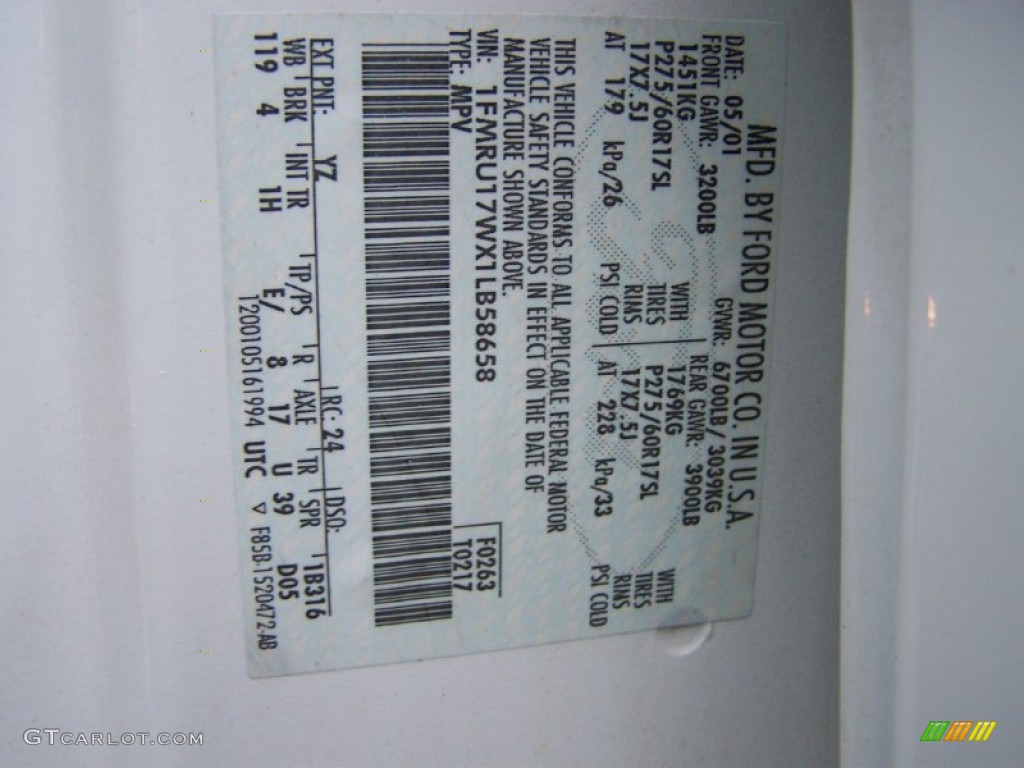 MFD. BY FORD MOTOR CO. IN U.S.A.
DATE: 05/01 GVWR: 6700LB/ 3039KG
FRONT GAWR: 3200LB REAR GAWR: 3900LB
1451KG WITH 1769KG WITH
P275/60R17SL TIRES P275/60R17SL TIRES
17X7.5J RIMS 17X7.5J RIMS
AT 179 kPa/26 PSI COLD AT 228 kPa/33 PSI COLD
THIS VEHICLE CONFORMS TO ALL APPLICABLE FEDERAL MOTOR
VEHICLE SAFETY STANDARDS IN EFFECT ON THE DATE OF
MANUFACTURE SHOWN ABOVE.
VIN: 1FMRU17WX1LB58658 F0263
TYPE: MPV T0217
EXT PNT: YZ RC: 24 DSO: 1B316
WB BRK INT TR TP/PS R AXLE TR SPR D05
119 4 1H E/ 8 17 U 39
1200105161994 UTC F85B-1520472-AB
GTCARLOT.COM